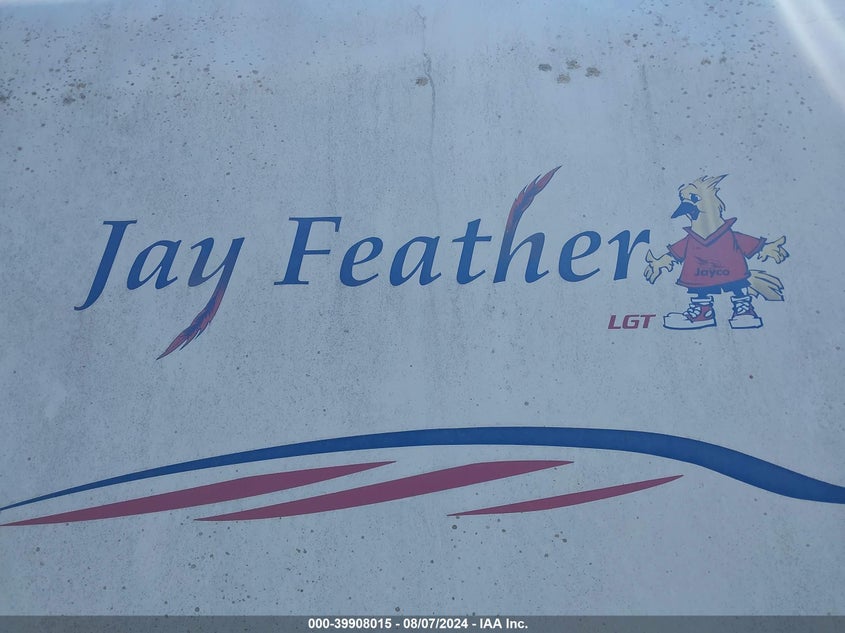 Jay Feather
Jayco
LGT
000-39908015 - 08/07/2024 - IAA Inc.